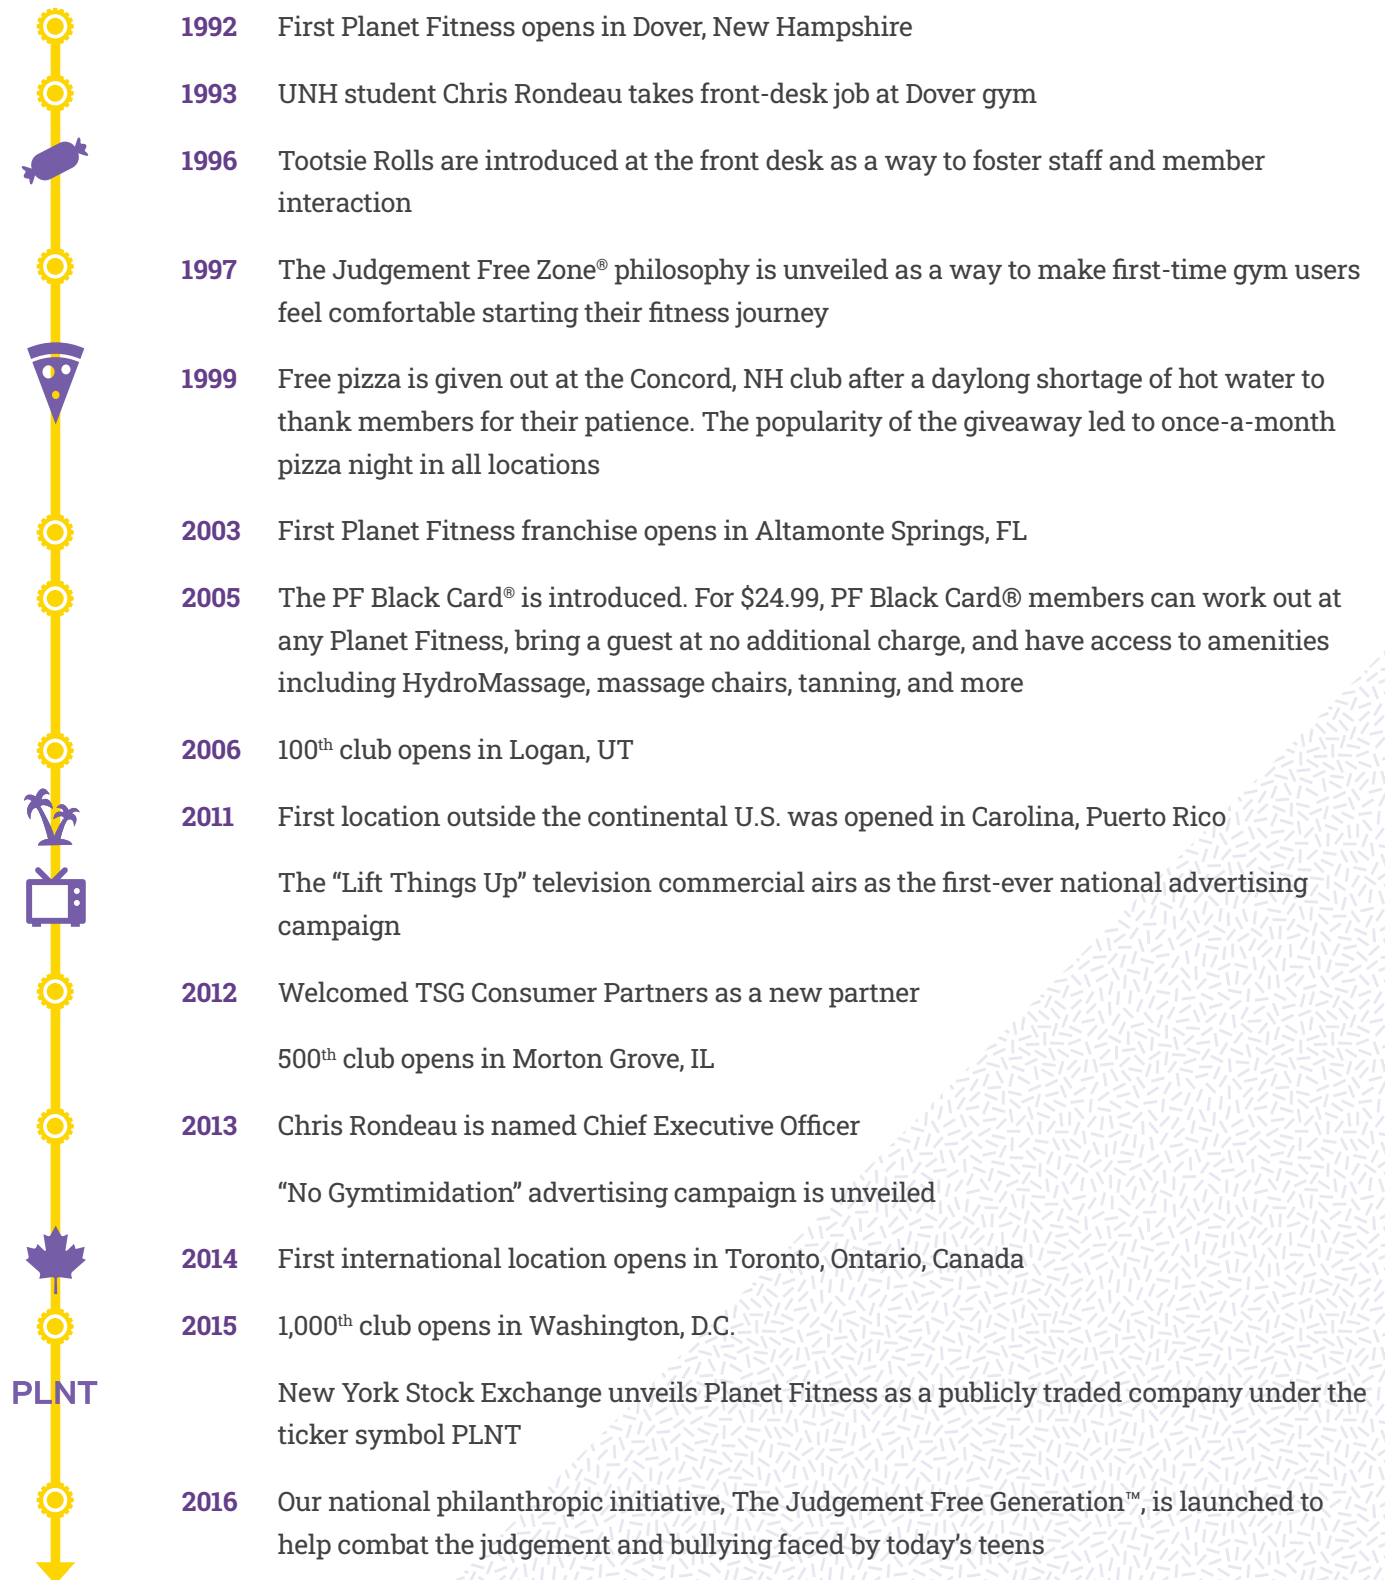 1992 First Planet Fitness opens in Dover, New Hampshire
1993 UNH student Chris Rondeau takes front-desk job at Dover gym
1996 Tootsie Rolls are introduced at the front desk as a way to foster staff and member
interaction
1997 The Judgement Free Zone® philosophy is unveiled as a way to make first-time gym users
feel comfortable starting their fitness journey
1999 Free pizza is given out at the Concord, NH club after a daylong shortage of hot water to
thank members for their patience. The popularity of the giveaway led to once-a-month
pizza night in all locations
2003 First Planet Fitness franchise opens in Altamonte Springs, FL
2005 The PF Black Card® is introduced. For $24.99, PF Black Card® members can work out at
any Planet Fitness, bring a guest at no additional charge, and have access to amenities
including HydroMassage, massage chairs, tanning, and more
2006 100th club opens in Logan, UT
2011 First location outside the continental U.S. was opened in Carolina, Puerto Rico
The “Lift Things Up” television commercial airs as the first-ever national advertising
campaign
2012 Welcomed TSG Consumer Partners as a new partner
500th club opens in Morton Grove, IL
2013 Chris Rondeau is named Chief Executive Officer
“No Gymtimidation” advertising campaign is unveiled
2014 First international location opens in Toronto, Ontario, Canada
2015 1,000th club opens in Washington, D.C.
PLNT New York Stock Exchange unveils Planet Fitness as a publicly traded company under the
ticker symbol PLNT
2016 Our national philanthropic initiative, The Judgement Free Generation™, is launched to
help combat the judgement and bullying faced by today’s teens